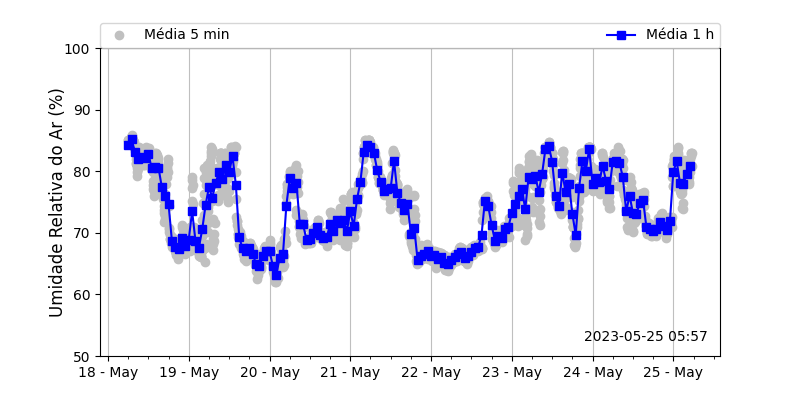 Média 5 min
Média 1 h
Umidade Relativa do Ar (%)
100
90
80
70
60
50
2023-05-25 05:57
18 - May
19 - May
20 - May
21 - May
22 - May
23 - May
24 - May
25 - May